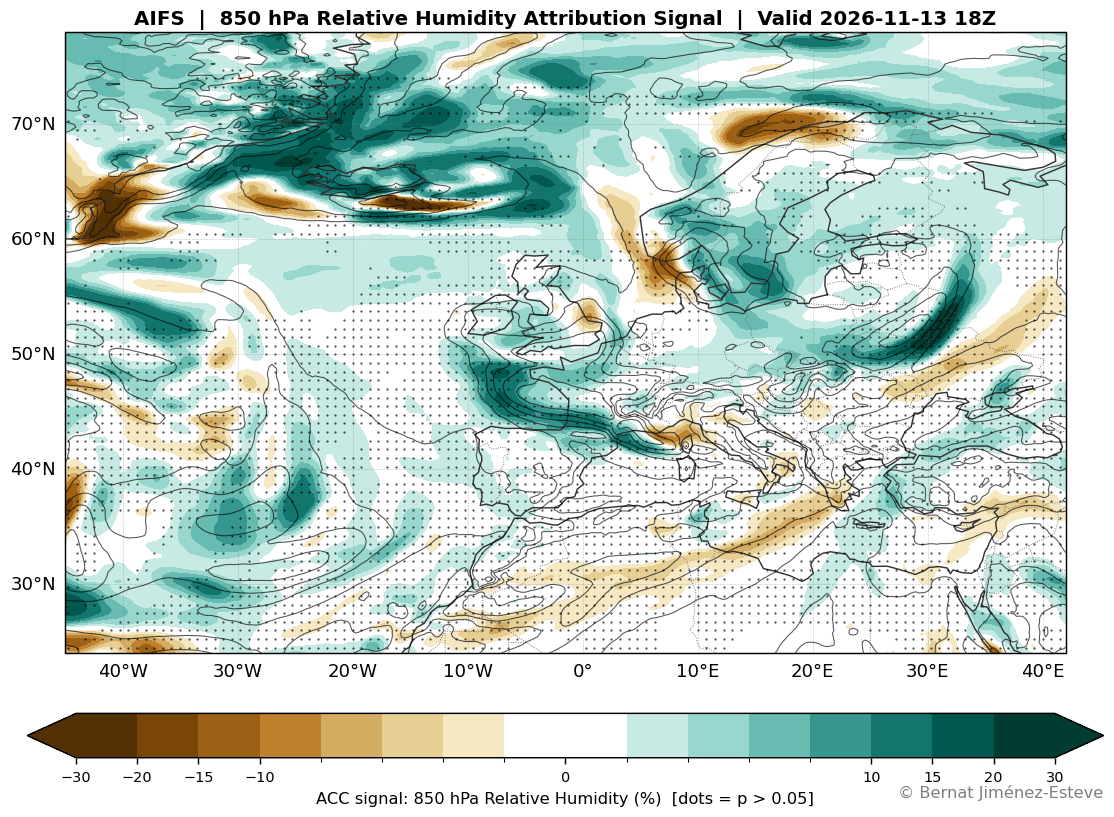 AIFS | 850 hPa Relative Humidity Attribution Signal | Valid 2026-11-13 18Z
70°N
60°N
50°N
40°N
30°N
40°W 30°W 20°W 10°W 0° 10°E 20°E 30°E 40°E
−30 −20 −15 −10 0 10 15 20 30
ACC signal: 850 hPa Relative Humidity (%) [dots = p > 0.05]
© Bernat Jiménez-Esteve